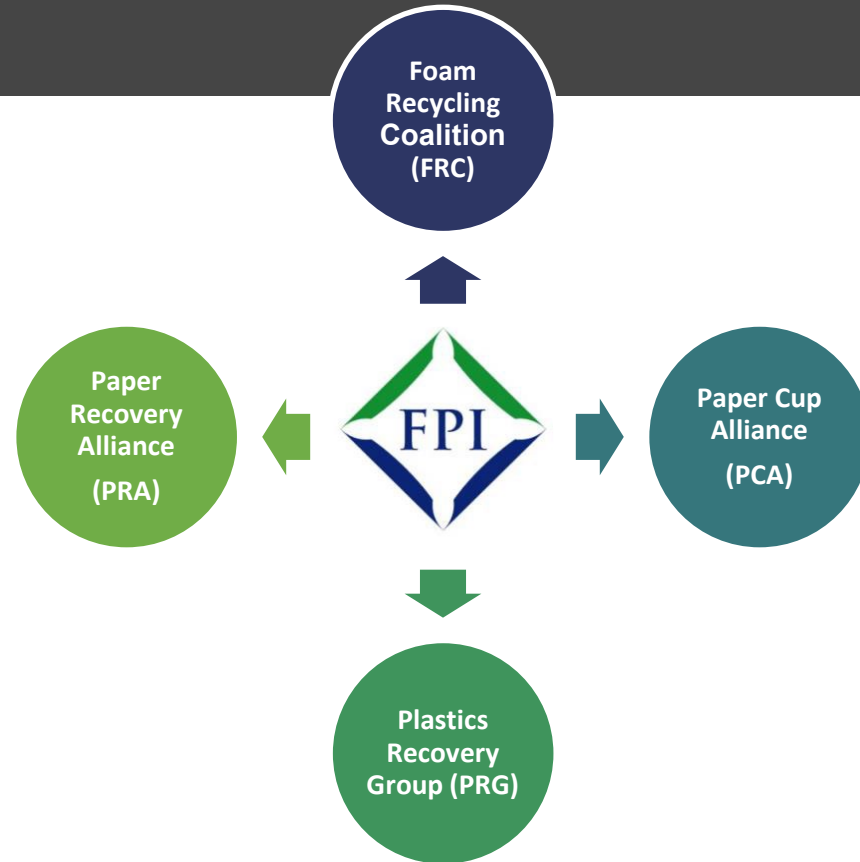 Foam
Recycling
Coalition
(FRC)
Paper
Recovery
Alliance
(PRA)
FPI
Paper Cup
Alliance
(PCA)
Plastics
Recovery
Group (PRG)